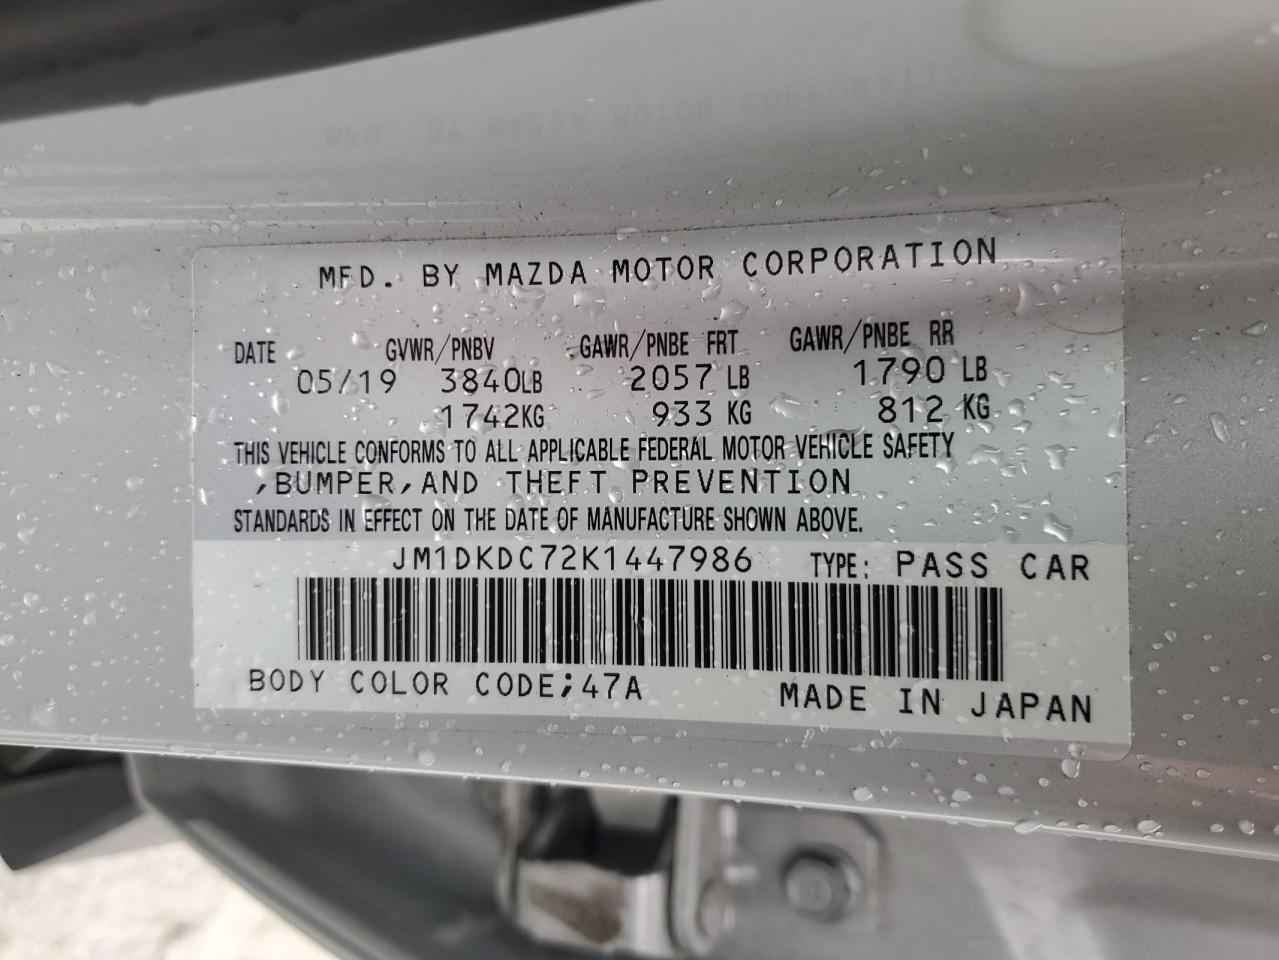 MFD. BY MAZDA MOTOR CORPORATION
DATE GVWR/PNBV GAWR/PNBE FRT GAWR/PNBE RR
05/19 3840LB 2057 LB 1790 LB
1742KG 933 KG 812 KG
THIS VEHICLE CONFORMS TO ALL APPLICABLE FEDERAL MOTOR VEHICLE SAFETY
,BUMPER,AND THEFT PREVENTION
STANDARDS IN EFFECT ON THE DATE OF MANUFACTURE SHOWN ABOVE.
JM1DKDC72K1447986 TYPE: PASS CAR
BODY COLOR CODE;47A MADE IN JAPAN